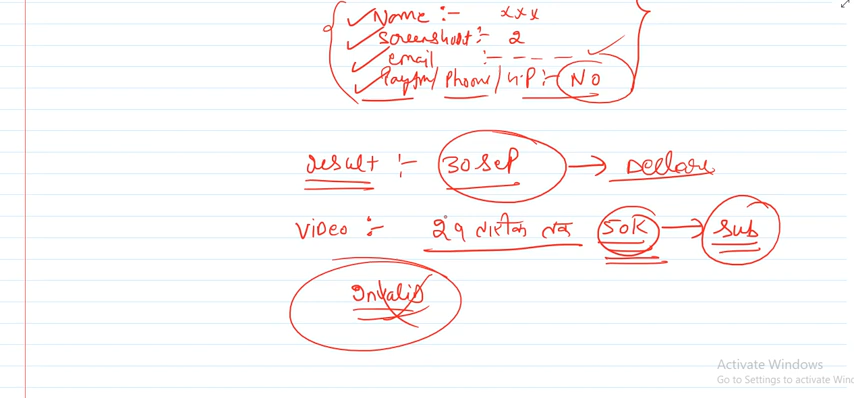 Name :- xxx
Screenshot :- 2
email :- - - - -
Paytm / Phone / UP :- NO
result :- 30 SeP → Declare
Video :- 29 तारीक तक 50K → Sub
Invalid
Activate Windows
Go to Settings to activate Wind